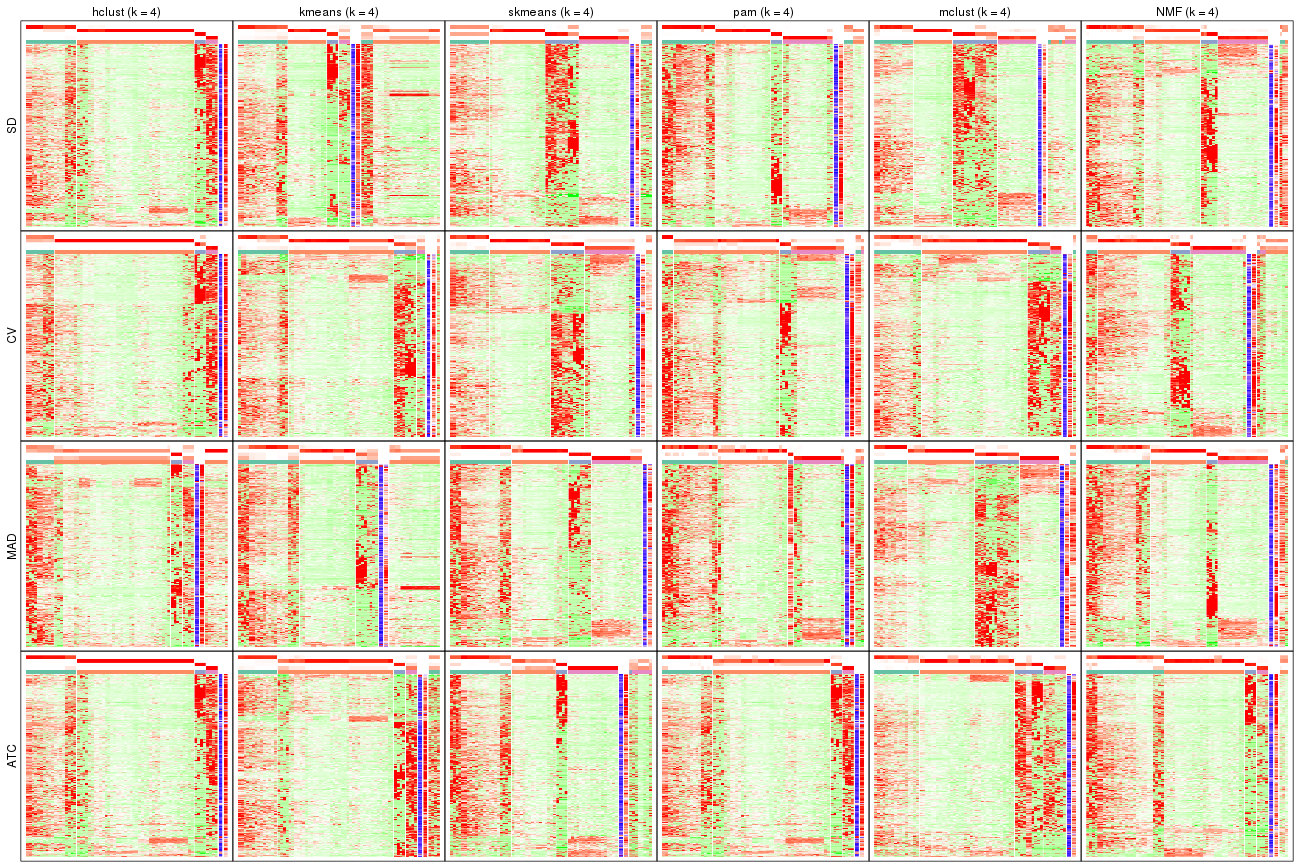 hclust (k = 4) kmeans (k = 4) skmeans (k = 4) pam (k = 4) mclust (k = 4) NMF (k = 4)
SD
CV
MAD
ATC